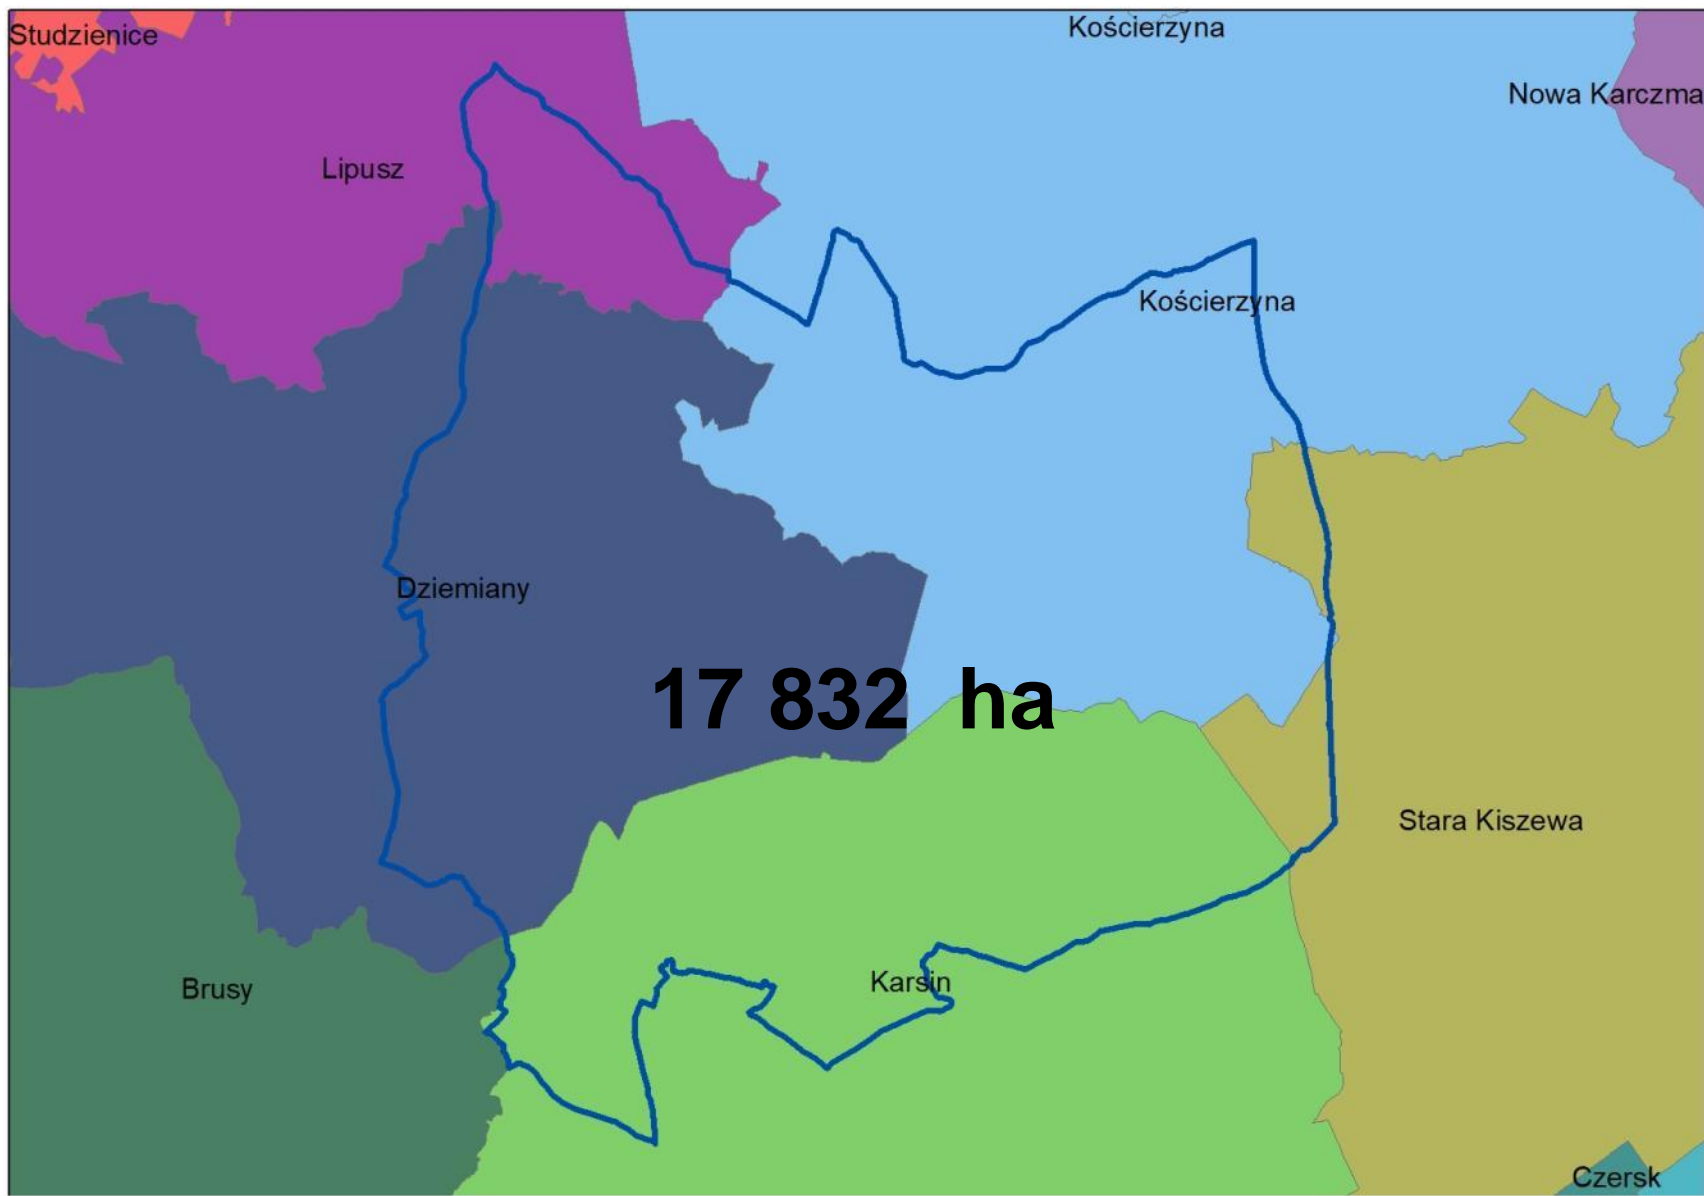 Studzienice
Kościerzyna
Nowa Karczma
Lipusz
Kościerzyna
Dziemiany
17 832 ha
Stara Kiszewa
Karsin
Brusy
Czersk